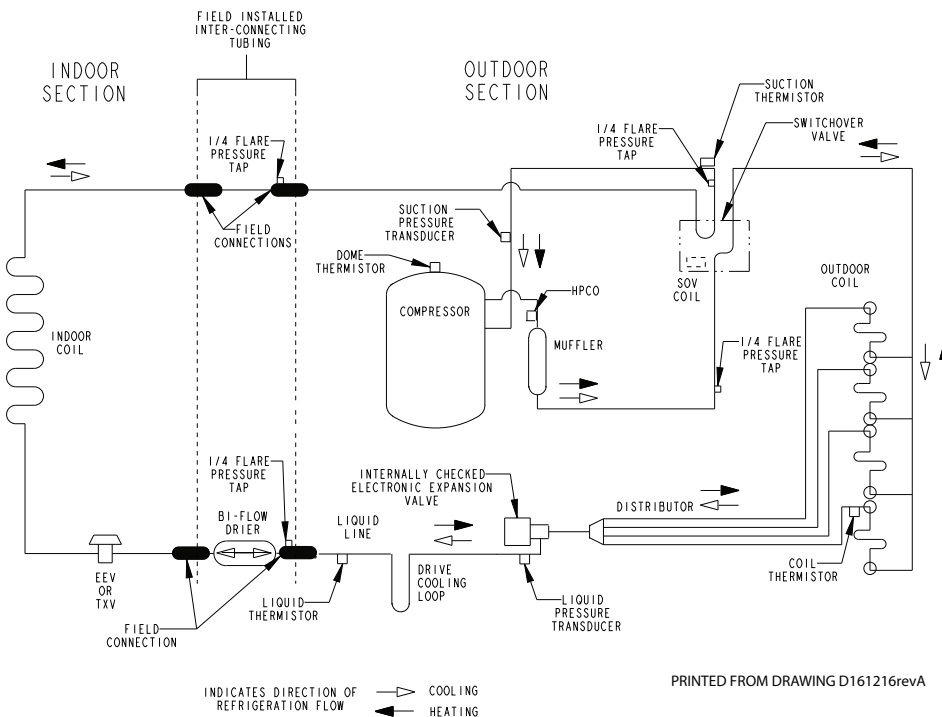 FIELD INSTALLED
INTER-CONNECTING
TUBING
INDOOR
SECTION
OUTDOOR
SECTION
SUCTION
THERMISTOR
1/4 FLARE
PRESSURE
TAP
SWITCHOVER
VALVE
1/4 FLARE
PRESSURE
TAP
FIELD
CONNECTIONS
SUCTION
PRESSURE
TRANSDUCER
DOME
THERMISTOR
SOV
COIL
OUTDOOR
COIL
HPCO
COMPRESSOR
INDOOR
COIL
MUFFLER
1/4 FLARE
PRESSURE
TAP
1/4 FLARE
PRESSURE
TAP
INTERNALLY CHECKED
ELECTRONIC EXPANSION
VALVE
BI-FLOW
DRIER
LIQUID
LINE
DISTRIBUTOR
EEV
OR
TXV
DRIVE
COOLING
LOOP
COIL
THERMISTOR
LIQUID
THERMISTOR
LIQUID
PRESSURE
TRANSDUCER
FIELD
CONNECTION
PRINTED FROM DRAWING D161216revA
INDICATES DIRECTION OF
REFRIGERATION FLOW
COOLING
HEATING